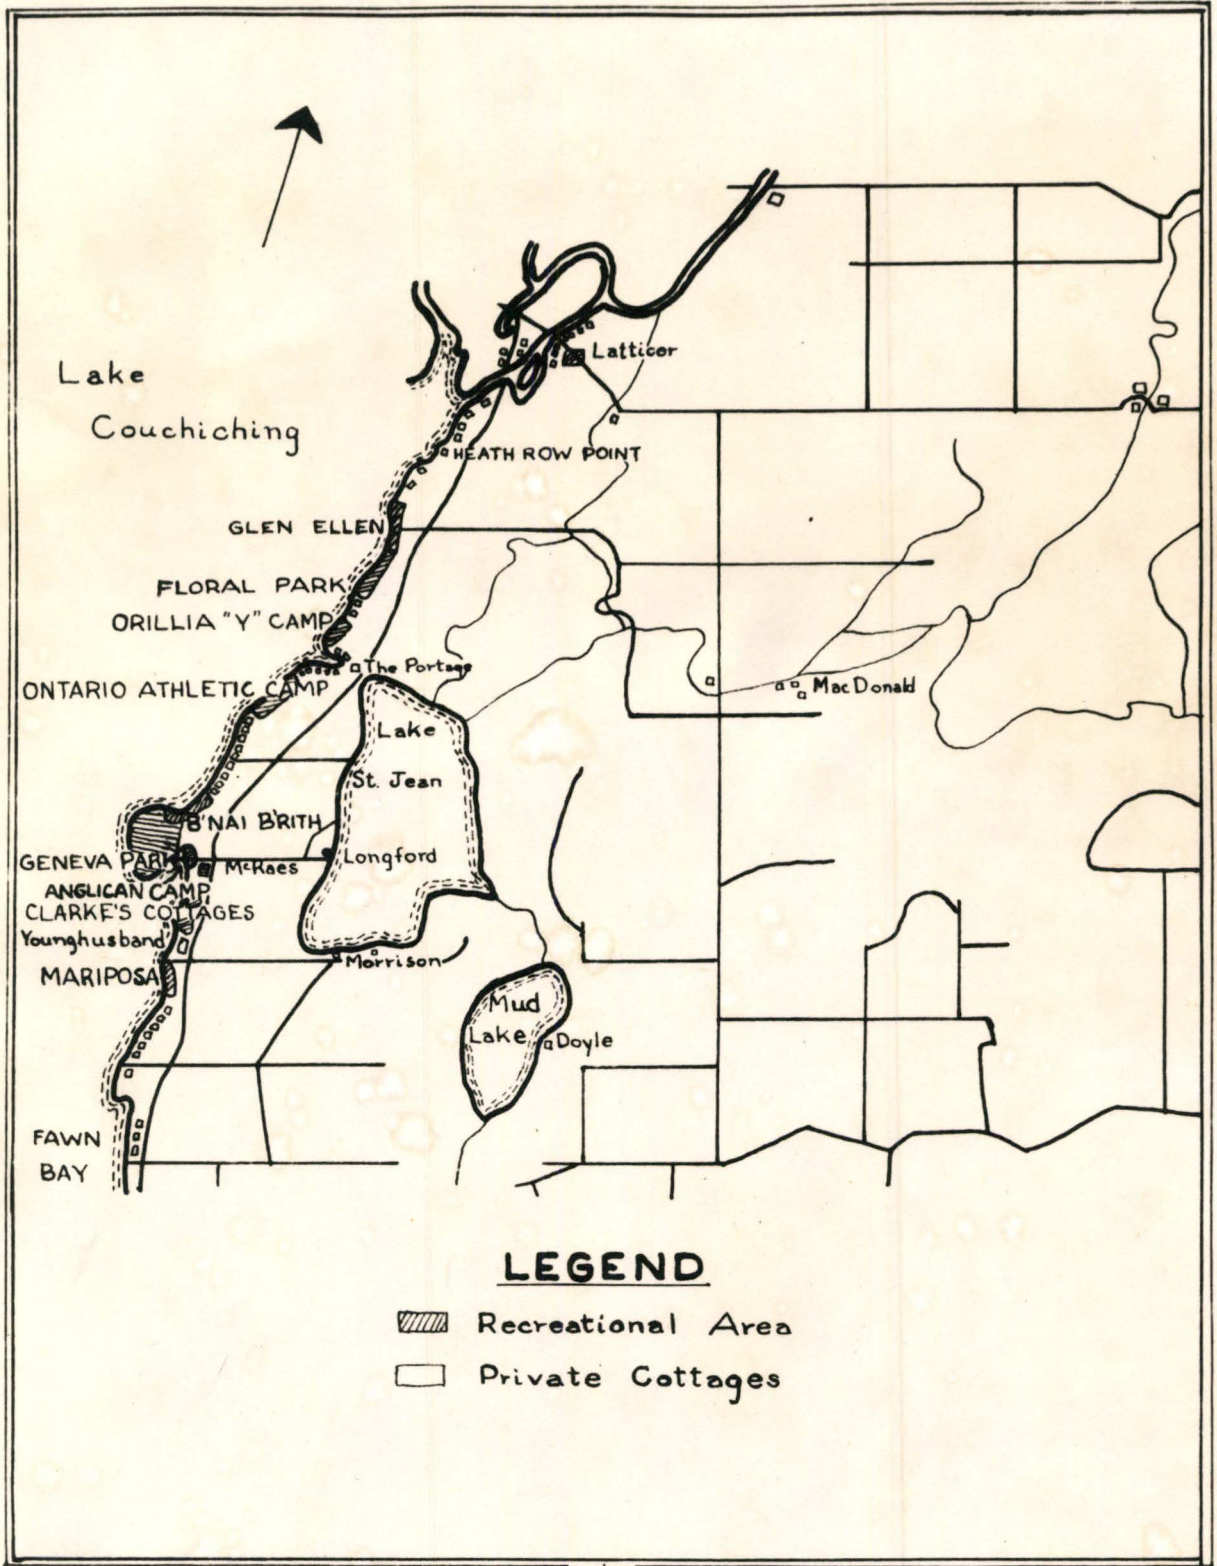 Latticor
Lake
Couchiching
HEATH ROW POINT
GLEN ELLEN
FLORAL PARK
ORILLIA "Y" CAMP
The Portage
ONTARIO ATHLETIC CAMP
MacDonald
Lake
St. Jean
B'NAI B'RITH
Longford
GENEVA PARK
McRaes
ANGLICAN CAMP
CLARKE'S COTTAGES
Younghusband
Morrison
MARIPOSA
Mud
Lake
Doyle
FAWN
BAY
LEGEND
Recreational Area
Private Cottages